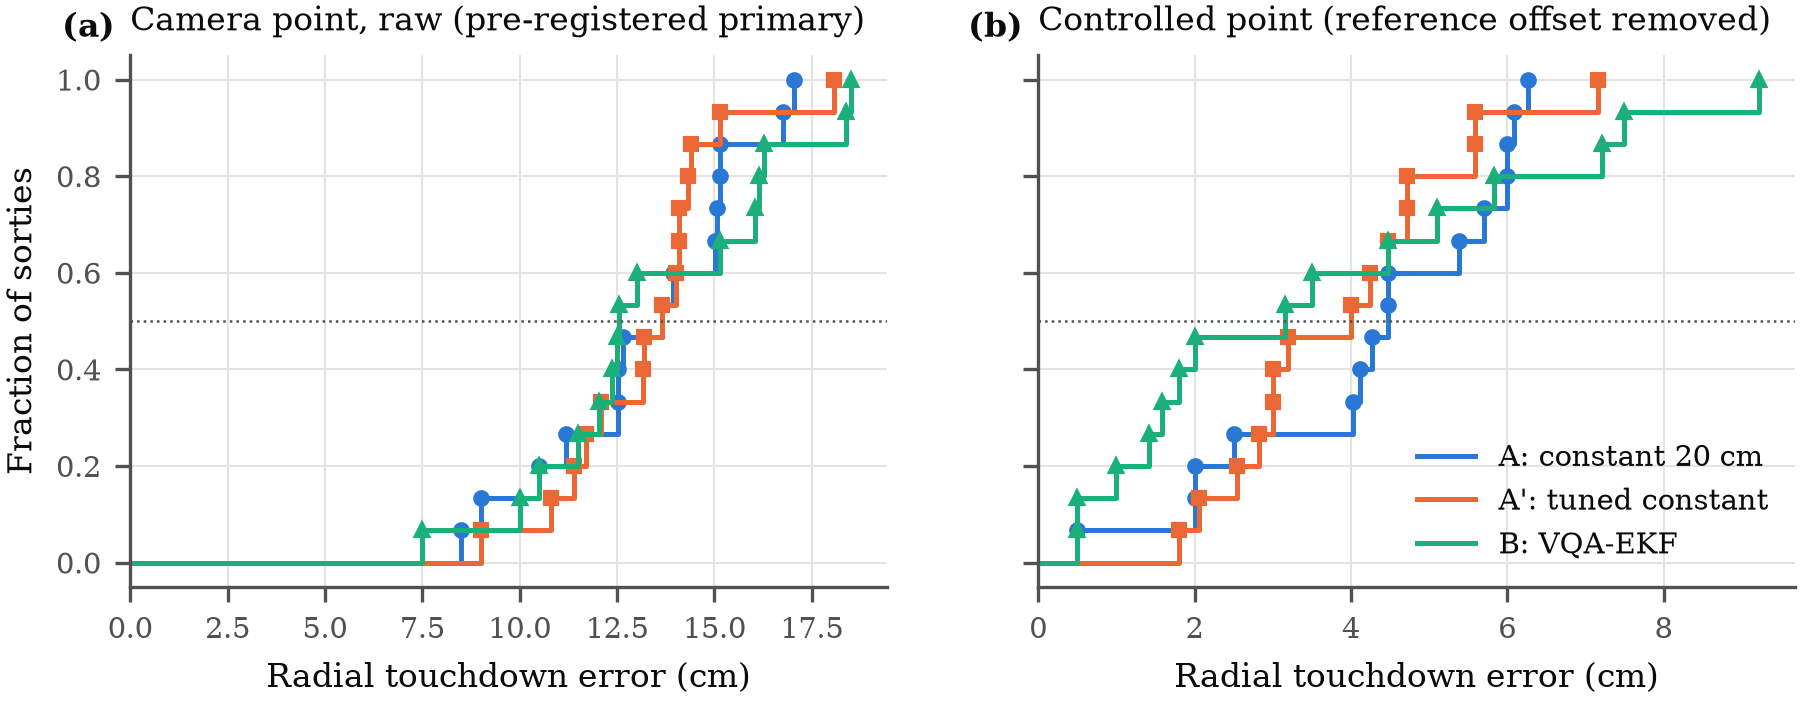 (a) Camera point, raw (pre-registered primary)
Fraction of sorties
1.0
0.8
0.6
0.4
0.2
0.0
0.0 2.5 5.0 7.5 10.0 12.5 15.0 17.5
Radial touchdown error (cm)
(b) Controlled point (reference offset removed)
A: constant 20 cm
A': tuned constant
B: VQA-EKF
0 2 4 6 8
Radial touchdown error (cm)